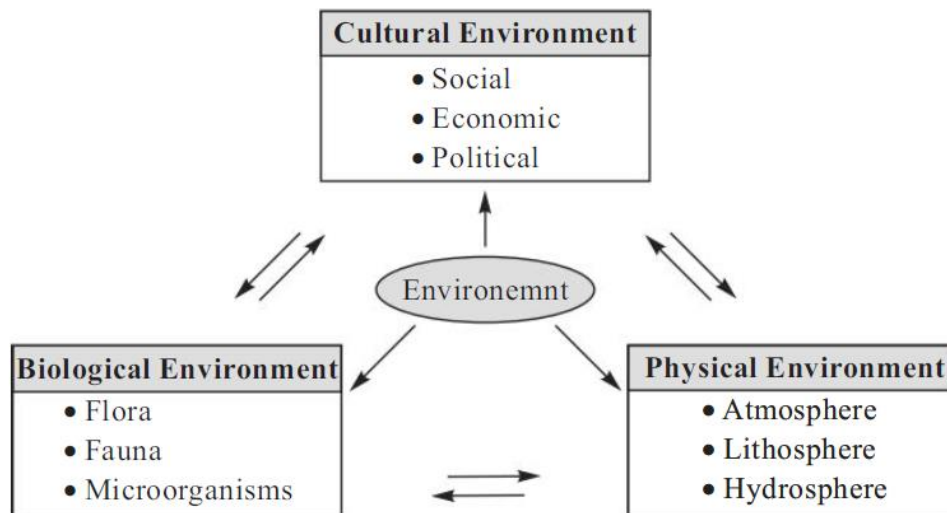 Cultural Environment
• Social
• Economic
• Political
Environemnt
Biological Environment
• Flora
• Fauna
• Microorganisms
Physical Environment
• Atmosphere
• Lithosphere
• Hydrosphere